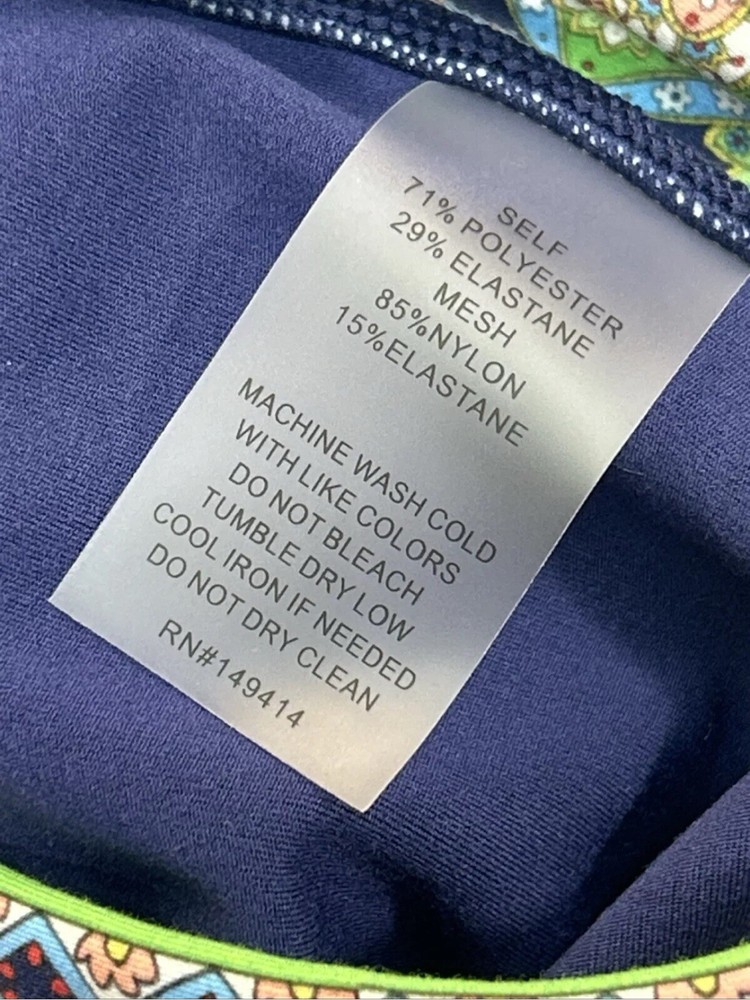 SELF
71% POLYESTER
29% ELASTANE
MESH
85%NYLON
15%ELASTANE
MACHINE WASH COLD
WITH LIKE COLORS
DO NOT BLEACH
TUMBLE DRY LOW
COOL IRON IF NEEDED
DO NOT DRY CLEAN
RN#149414